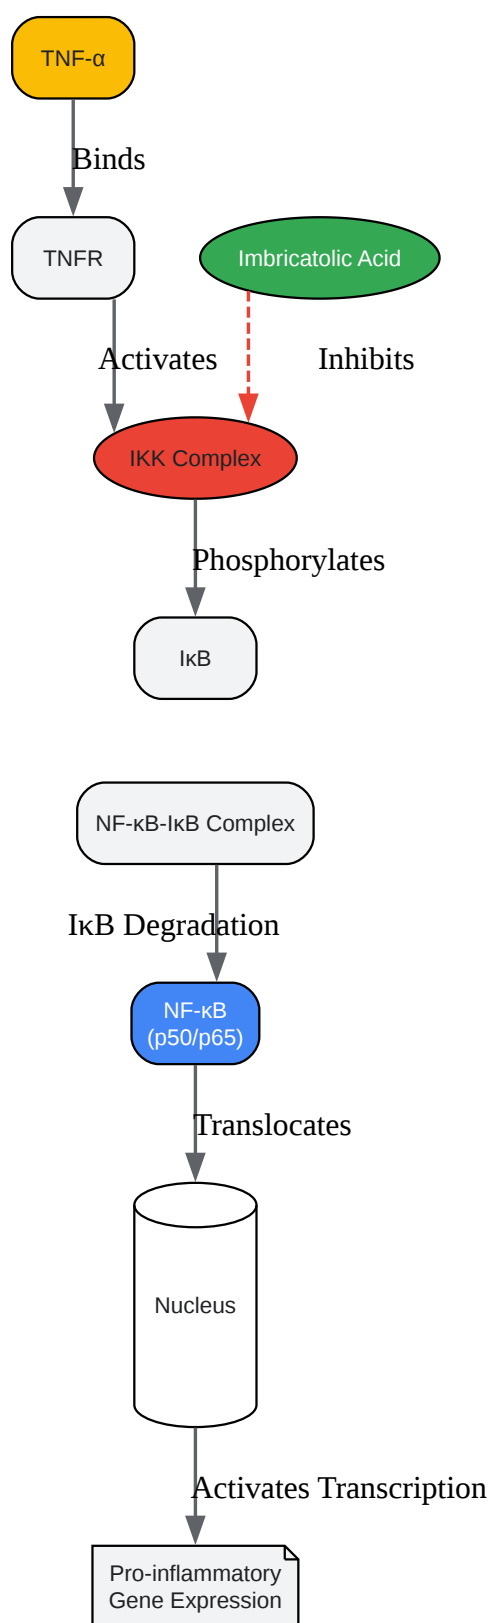 TNF-α
Binds
TNFR
Imbricatolic Acid
Activates
Inhibits
IKK Complex
Phosphorylates
IκB
NF-κB-IκB Complex
IκB Degradation
NF-κB
(p50/p65)
Translocates
Nucleus
Activates Transcription
Pro-inflammatory
Gene Expression